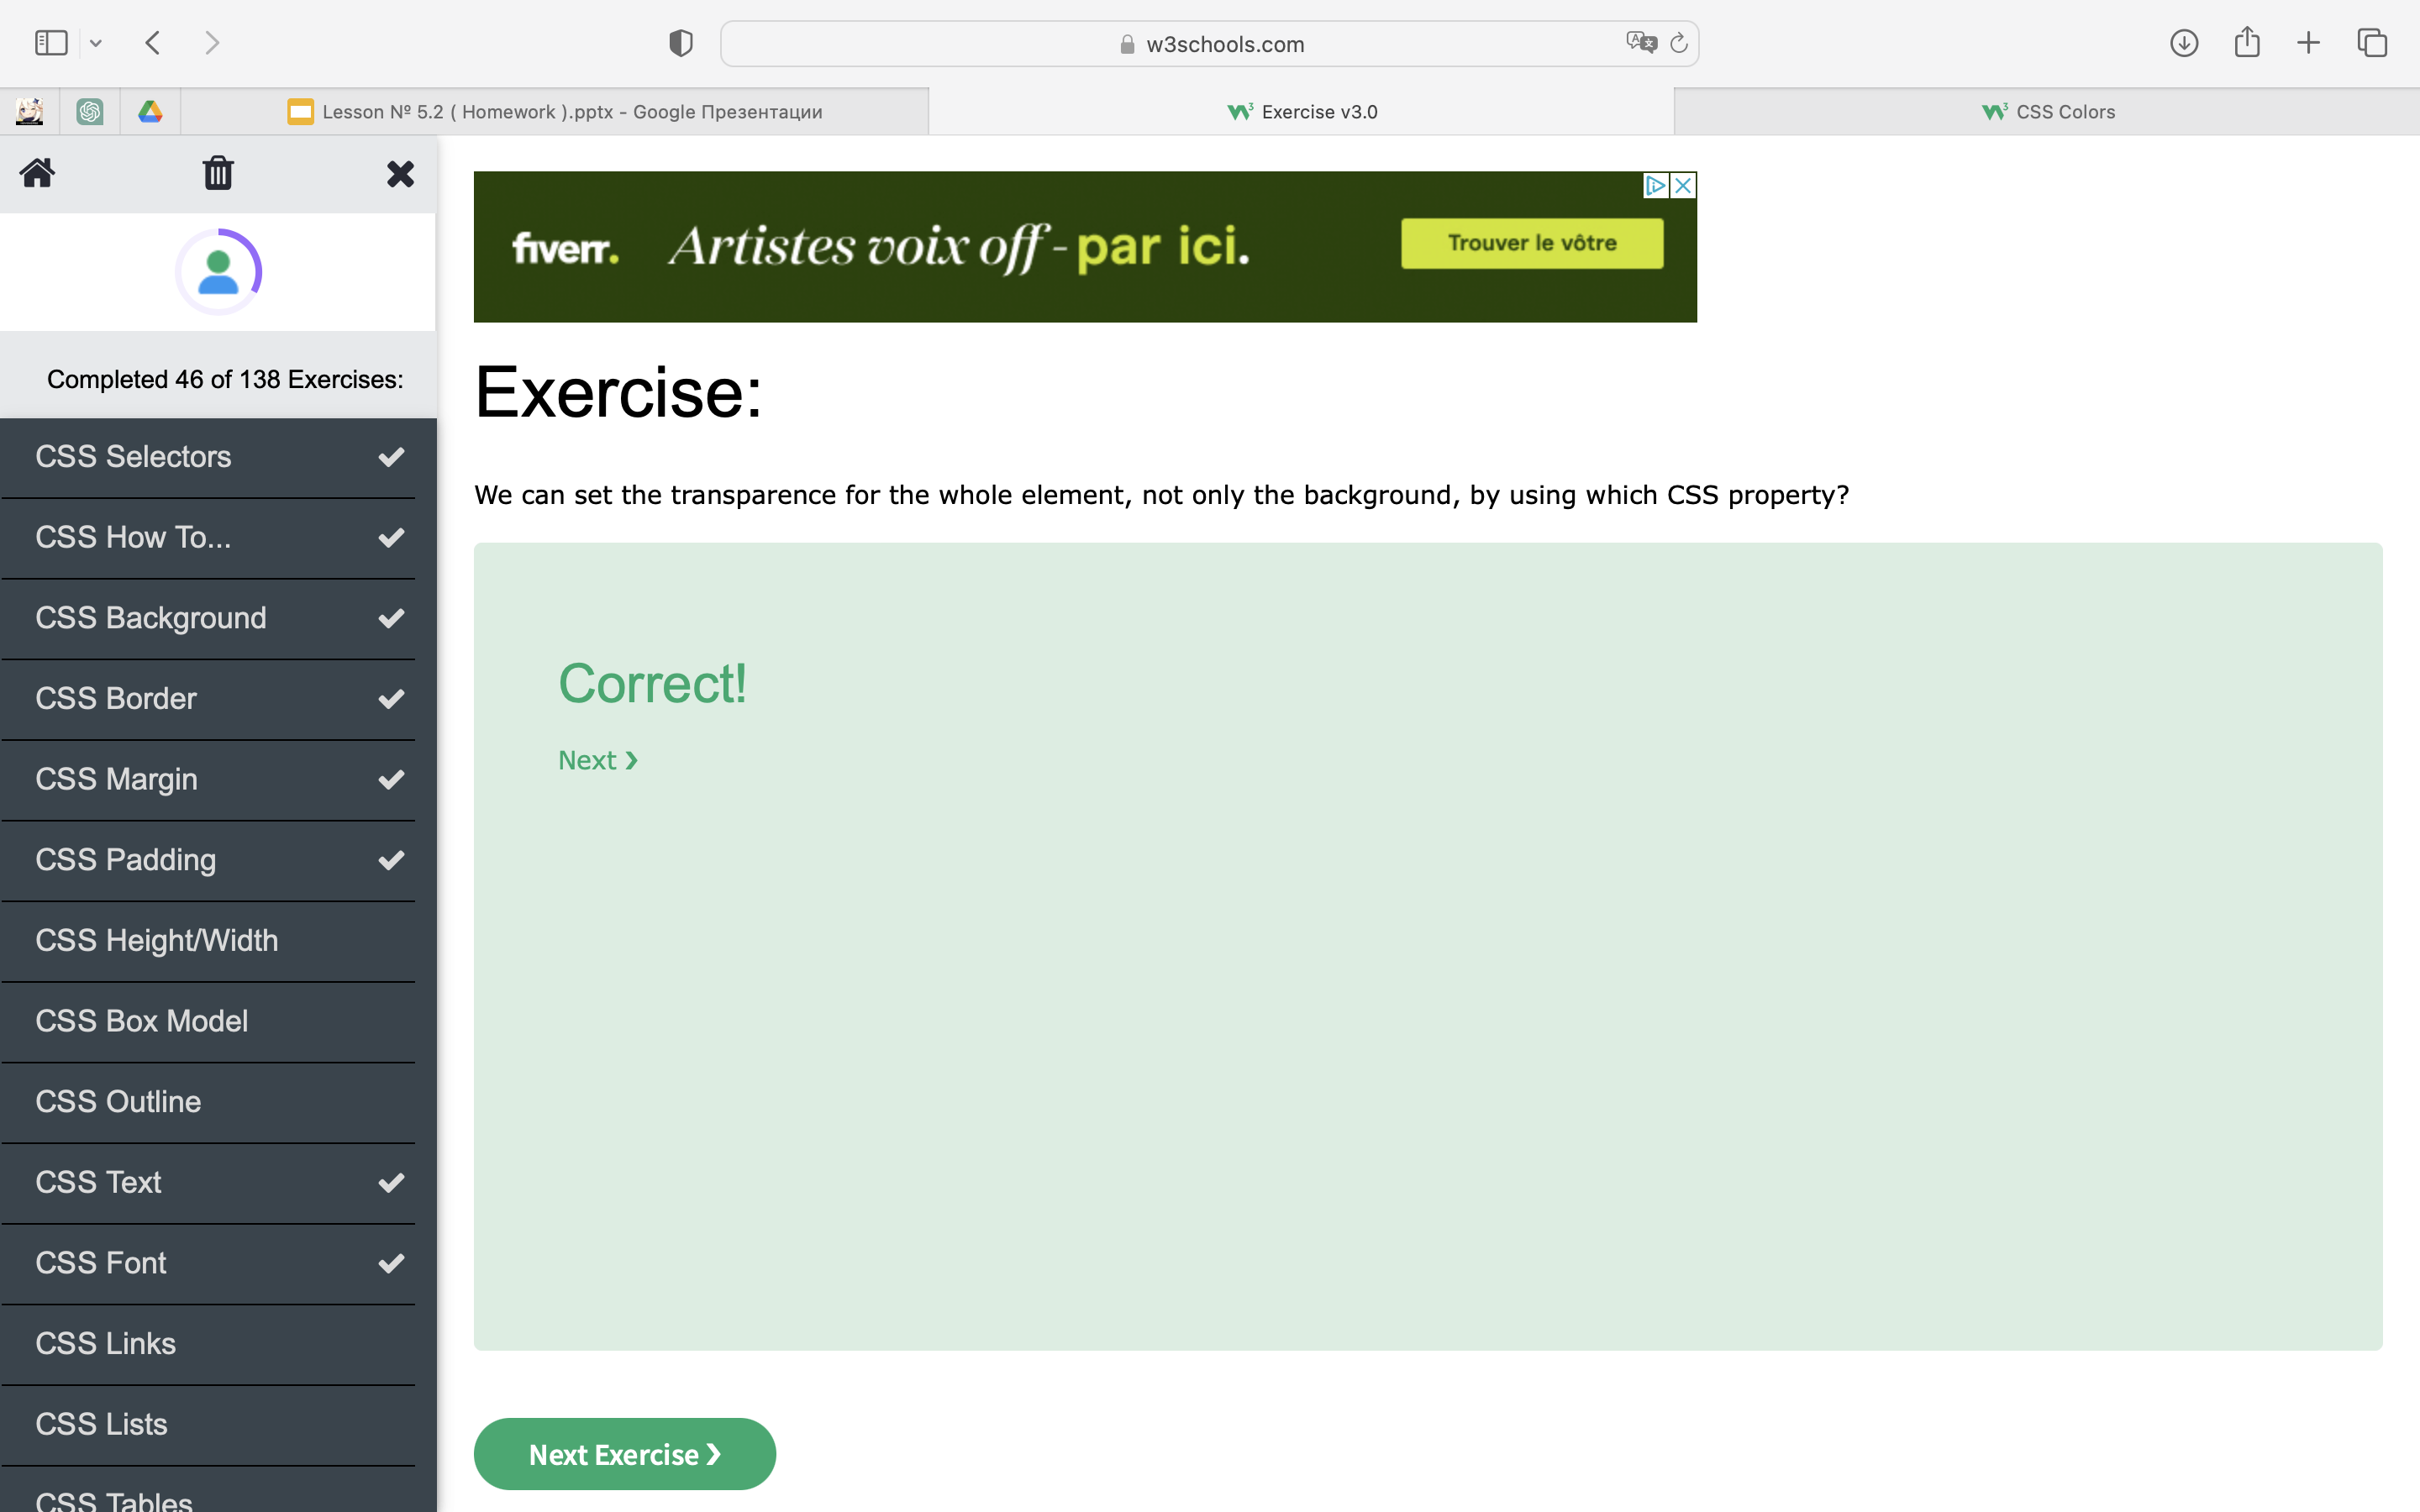 w3schools.com
Lesson № 5.2 ( Homework ).pptx - Google Презентации
Exercise v3.0
CSS Colors
fiverr. Artistes voix off - par ici.
Trouver le vôtre
Completed 46 of 138 Exercises:
CSS Selectors
CSS How To...
CSS Background
CSS Border
CSS Margin
CSS Padding
CSS Height/Width
CSS Box Model
CSS Outline
CSS Text
CSS Font
CSS Links
CSS Lists
CSS Tables
Exercise:
We can set the transparence for the whole element, not only the background, by using which CSS property?
Correct!
Next ❯
Next Exercise ❯